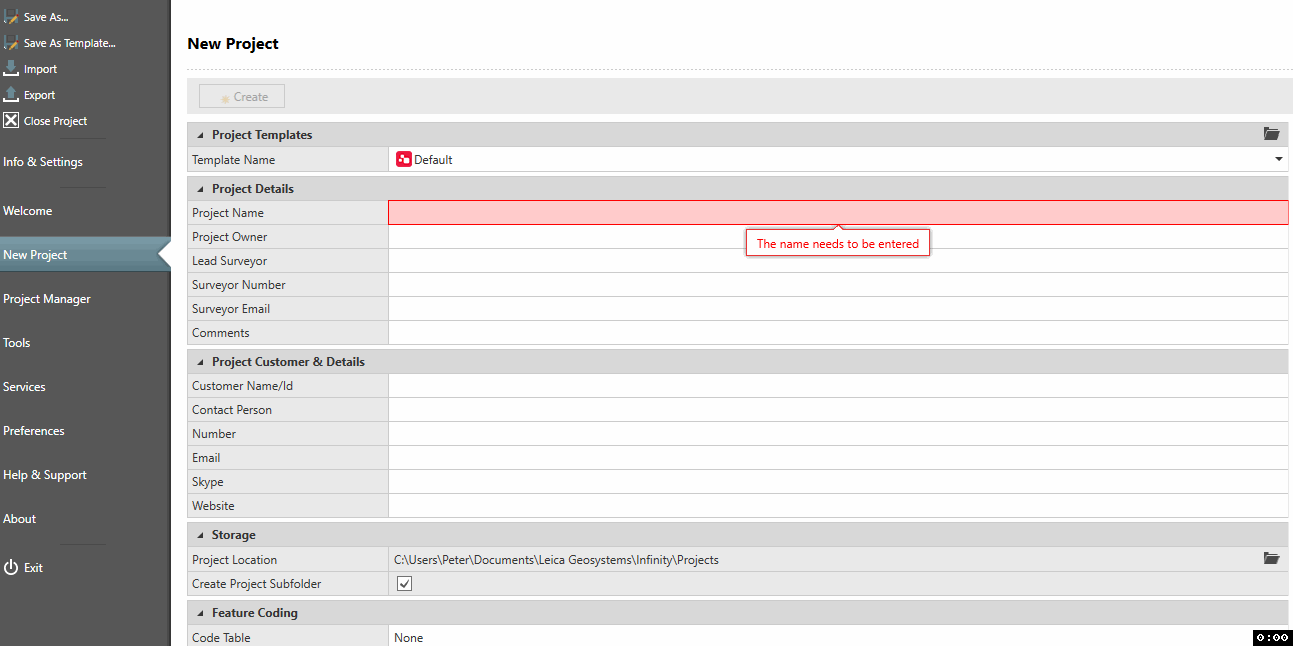 Save As...
Save As Template...
Import
Export
Close Project
Info & Settings
Welcome
New Project
Project Manager
Tools
Services
Preferences
Help & Support
About
Exit
New Project
Create
Project Templates
Template Name Default
Project Details
Project Name
Project Owner
The name needs to be entered
Lead Surveyor
Surveyor Number
Surveyor Email
Comments
Project Customer & Details
Customer Name/Id
Contact Person
Number
Email
Skype
Website
Storage
Project Location C:\Users\Peter\Documents\Leica Geosystems\Infinity\Projects
Create Project Subfolder
Feature Coding
Code Table None
0:00